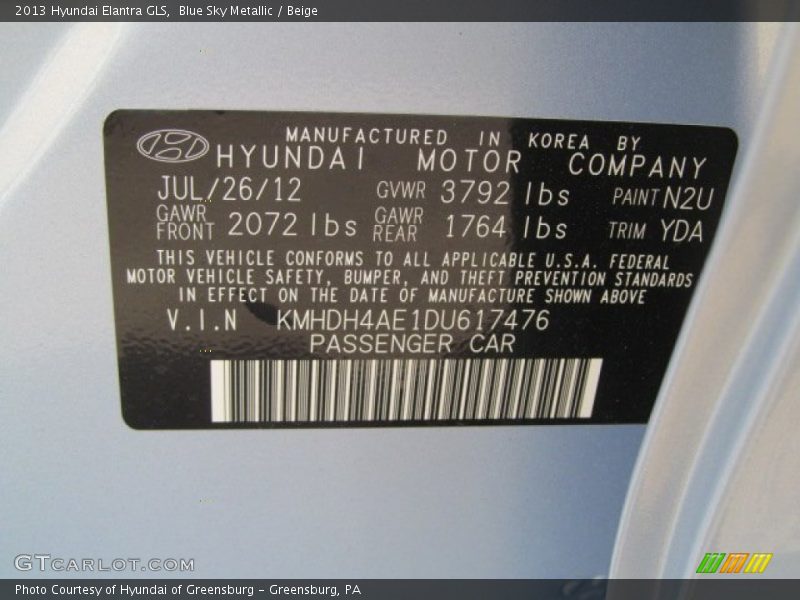 2013 Hyundai Elantra GLS, Blue Sky Metallic / Beige
MANUFACTURED IN KOREA BY
HYUNDAI MOTOR COMPANY
JUL/26/12 GVWR 3792 lbs PAINT N2U
GAWR FRONT 2072 lbs GAWR REAR 1764 lbs TRIM YDA
THIS VEHICLE CONFORMS TO ALL APPLICABLE U.S.A. FEDERAL
MOTOR VEHICLE SAFETY, BUMPER, AND THEFT PREVENTION STANDARDS
IN EFFECT ON THE DATE OF MANUFACTURE SHOWN ABOVE
V.I.N KMHDH4AE1DU617476
PASSENGER CAR
GTCARLOT.COM
Photo Courtesy of Hyundai of Greensburg - Greensburg, PA